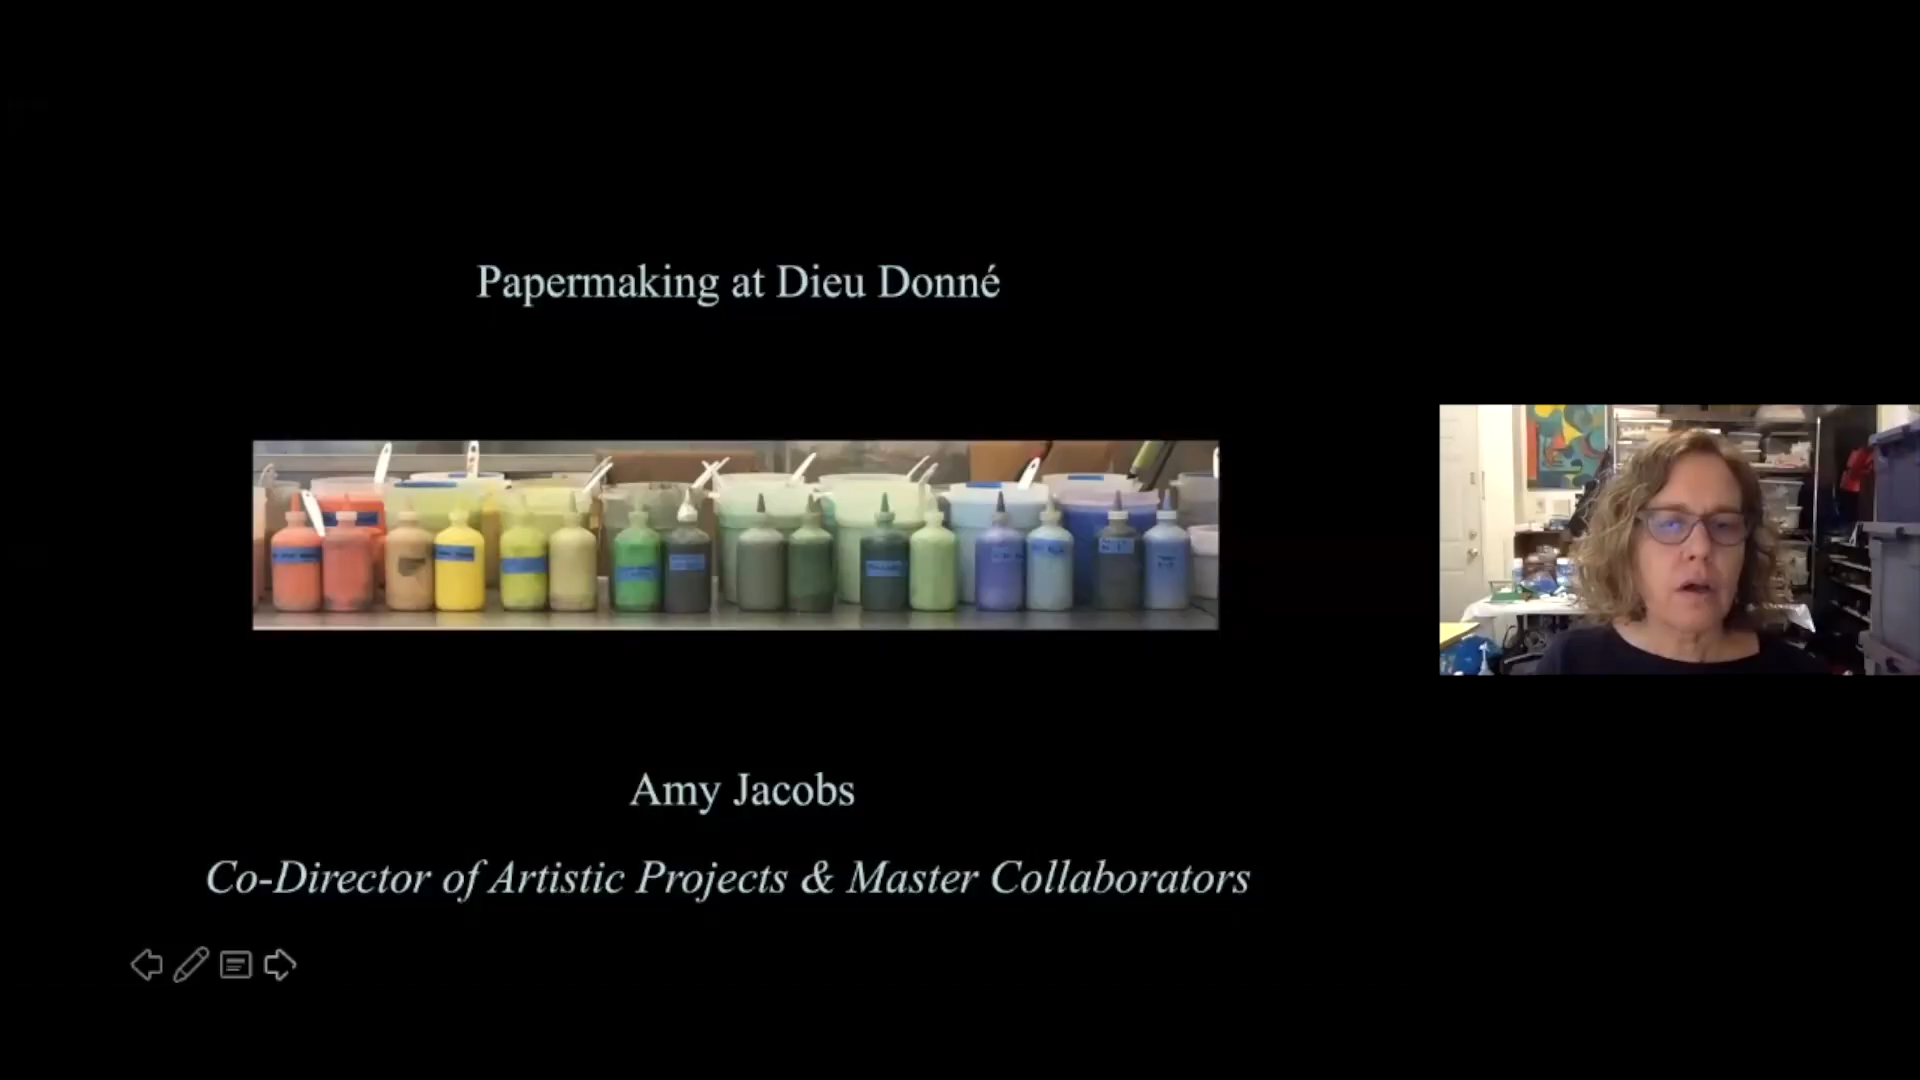 Papermaking at Dieu Donné
Amy Jacobs
Co-Director of Artistic Projects & Master Collaborators